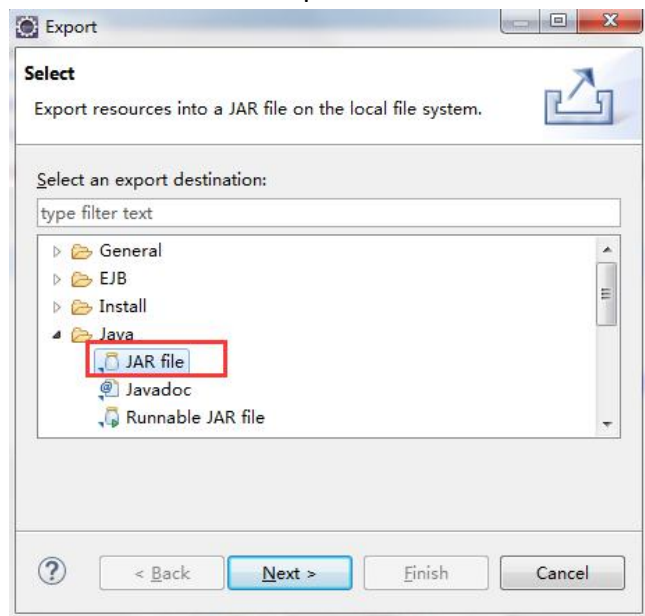 Export
Select
Export resources into a JAR file on the local file system.
Select an export destination:
type filter text
General
EJB
Install
Java
JAR file
Javadoc
Runnable JAR file
< Back Next > Finish Cancel